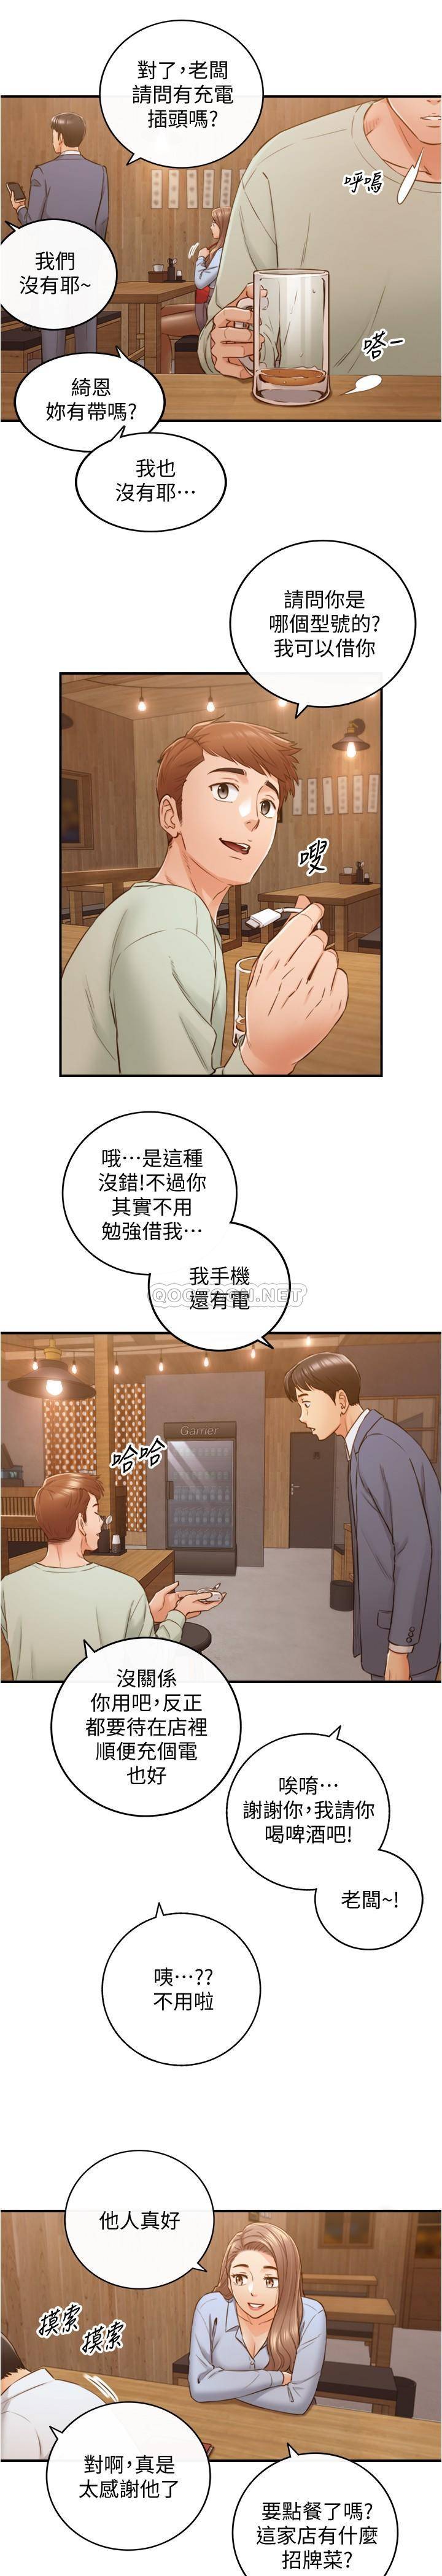 對了,老闆
請問有充電
插頭嗎?
呼嗚
我們
沒有耶~
嗒—
綺恩
妳有帶嗎?
我也
沒有耶…
請問你是
哪個型號的?
我可以借你
嗖
哦…是這種
沒錯!不過你
其實不用
勉強借我…
我手機
還有電
QOOTOON.NET
Garner
哈哈
沒關係
你用吧,反正
都要待在店裡
順便充個電
也好
唉唷…
謝謝你,我請你
喝啤酒吧!
老闆~!
咦…??
不用啦
他人真好
摸索
摸索
對啊,真是
太感謝他了
要點餐了嗎?
這家店有什麼
招牌菜?